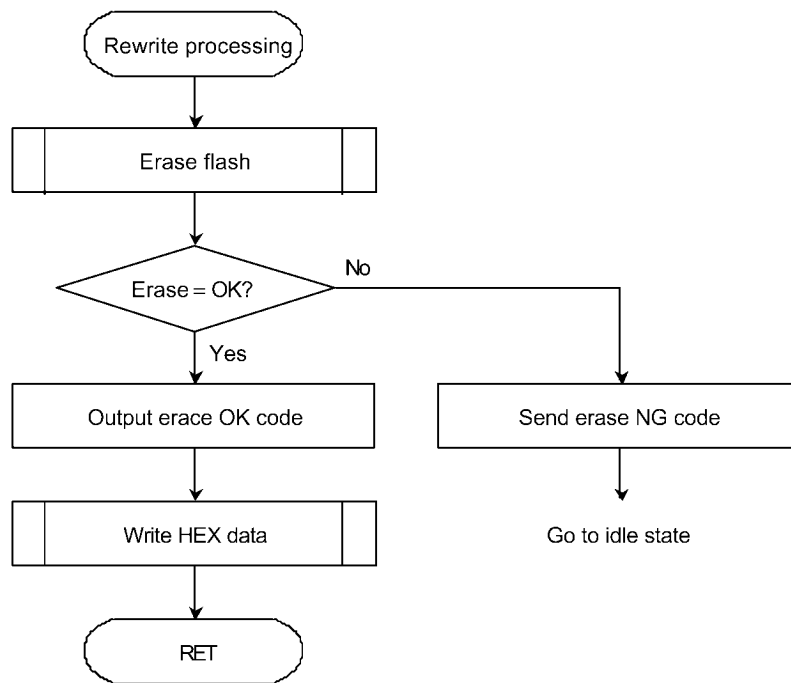 Rewrite processing
Erase flash
Erase = OK?
No
Yes
Output erace OK code
Send erase NG code
Write HEX data
Go to idle state
RET